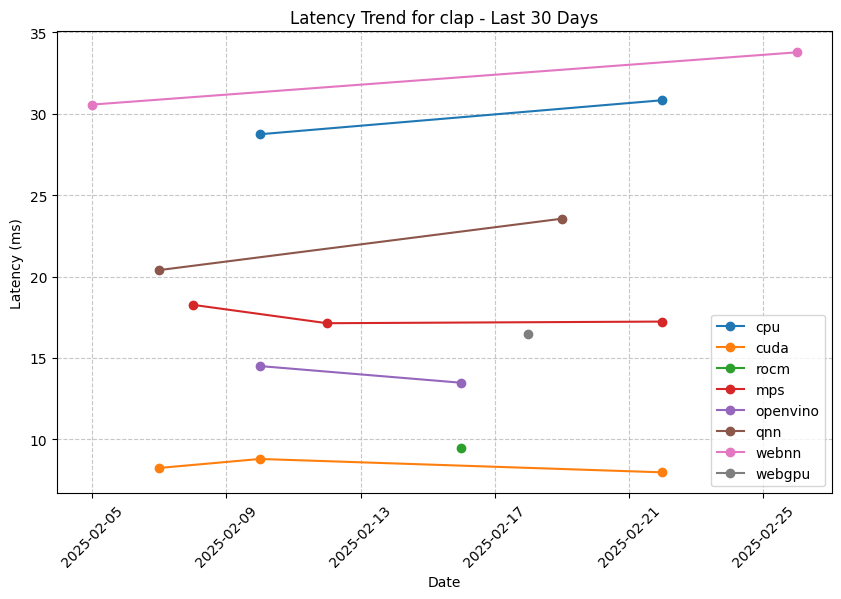 Latency Trend for clap - Last 30 Days
Latency (ms)
35
30
25
20
15
10
cpu
cuda
rocm
mps
openvino
qnn
webnn
webgpu
2025-02-05
2025-02-09
2025-02-13
2025-02-17
2025-02-21
2025-02-25
Date